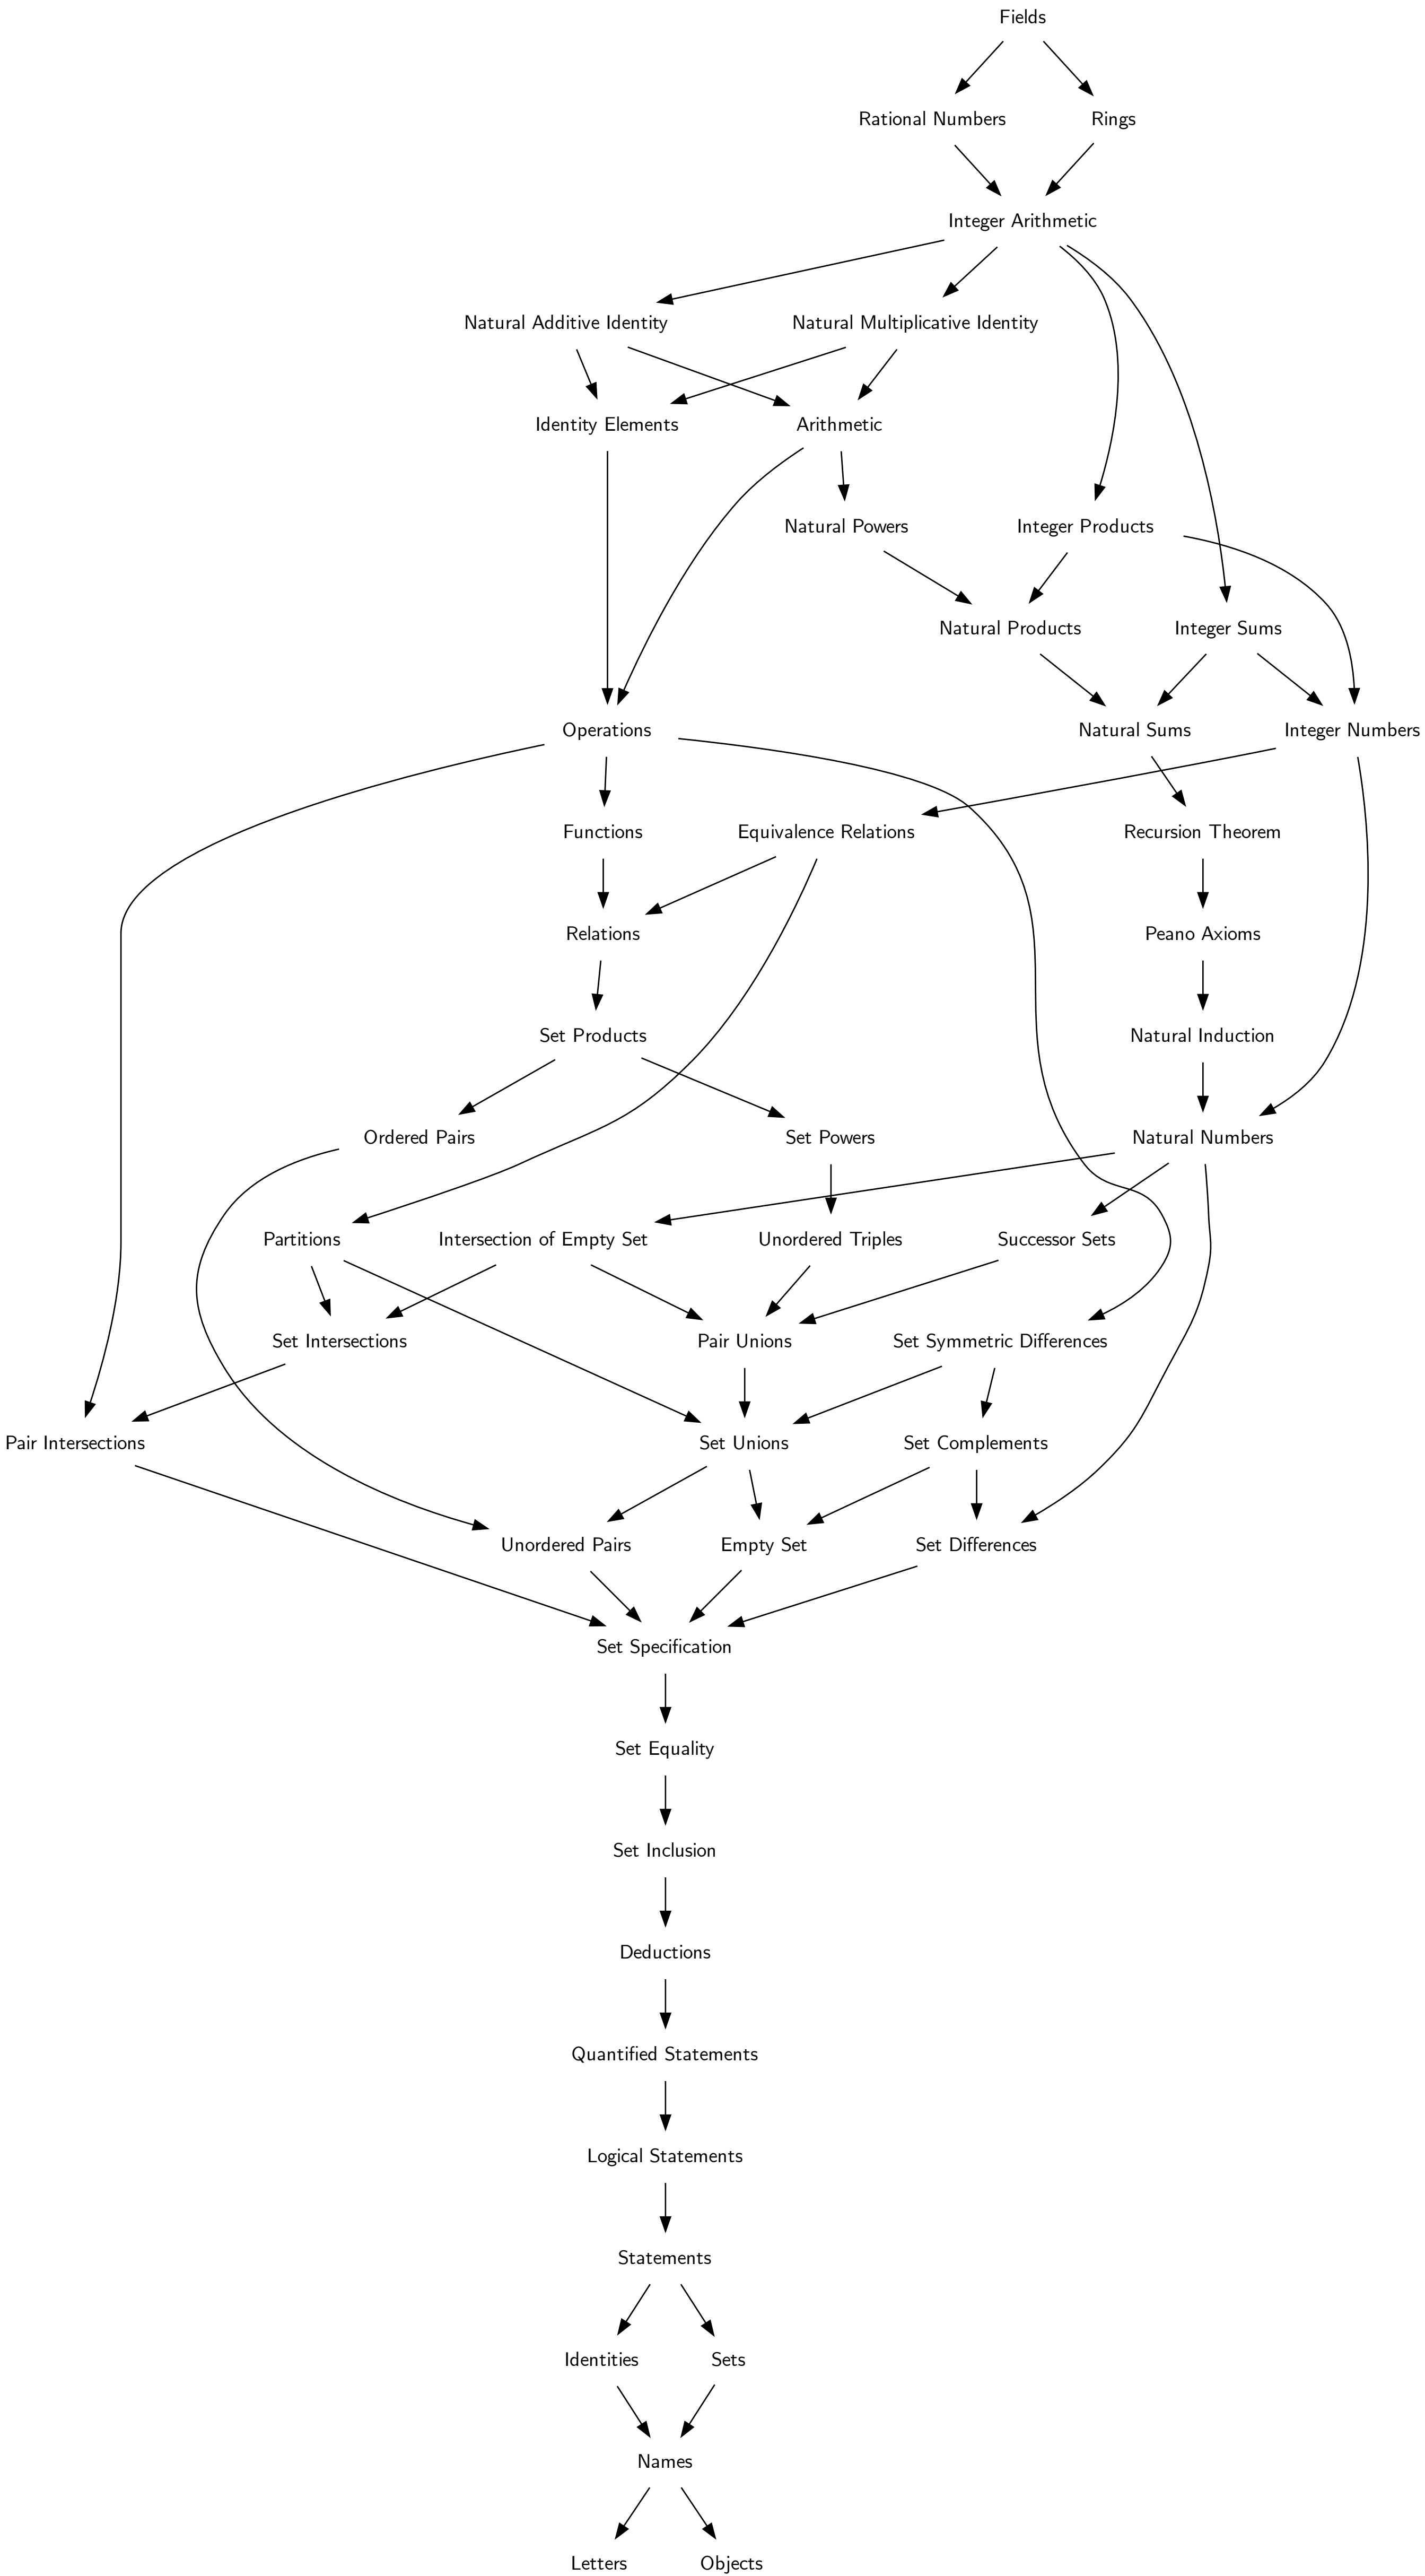 Fields
Rational Numbers
Rings
Integer Arithmetic
Natural Additive Identity
Natural Multiplicative Identity
Identity Elements
Arithmetic
Natural Powers
Integer Products
Natural Products
Integer Sums
Operations
Natural Sums
Integer Numbers
Functions
Equivalence Relations
Recursion Theorem
Relations
Peano Axioms
Set Products
Natural Induction
Ordered Pairs
Set Powers
Natural Numbers
Partitions
Intersection of Empty Set
Unordered Triples
Successor Sets
Set Intersections
Pair Unions
Set Symmetric Differences
Pair Intersections
Set Unions
Set Complements
Unordered Pairs
Empty Set
Set Differences
Set Specification
Set Equality
Set Inclusion
Deductions
Quantified Statements
Logical Statements
Statements
Identities
Sets
Names
Letters
Objects